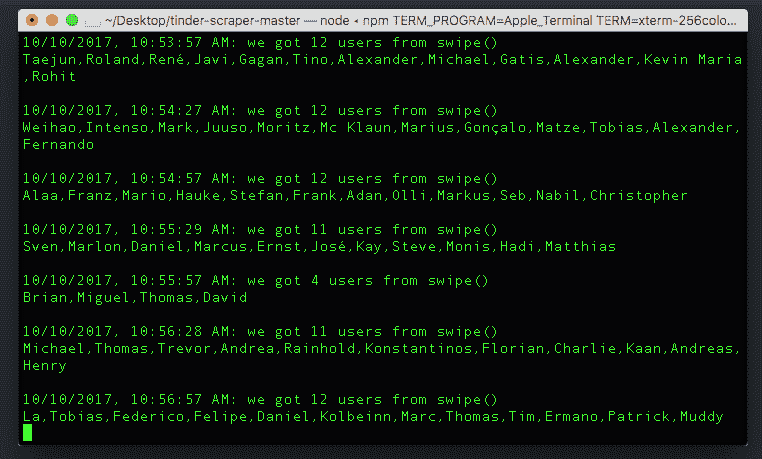 ~/Desktop/tinder-scraper-master — node ◂ npm TERM_PROGRAM=Apple_Terminal TERM=xterm-256colo...
10/10/2017, 10:53:57 AM: we got 12 users from swipe()
Taejun,Roland,René,Javi,Gagan,Tino,Alexander,Michael,Gatis,Alexander,Kevin Maria
,Rohit
10/10/2017, 10:54:27 AM: we got 12 users from swipe()
Weihao,Intenso,Mark,Juuso,Moritz,Mc Klaun,Marius,Gonçalo,Matze,Tobias,Alexander,
Fernando
10/10/2017, 10:54:57 AM: we got 12 users from swipe()
Alaa,Franz,Mario,Hauke,Stefan,Frank,Adan,Olli,Markus,Seb,Nabil,Christopher
10/10/2017, 10:55:29 AM: we got 11 users from swipe()
Sven,Marlon,Daniel,Marcus,Ernst,José,Kay,Steve,Monis,Hadi,Matthias
10/10/2017, 10:55:57 AM: we got 4 users from swipe()
Brian,Miguel,Thomas,David
10/10/2017, 10:56:28 AM: we got 11 users from swipe()
Michael,Thomas,Trevor,Andrea,Rainhold,Konstantinos,Florian,Charlie,Kaan,Andreas,
Henry
10/10/2017, 10:56:57 AM: we got 12 users from swipe()
La,Tobias,Federico,Felipe,Daniel,Kolbeinn,Marc,Thomas,Tim,Ermano,Patrick,Muddy